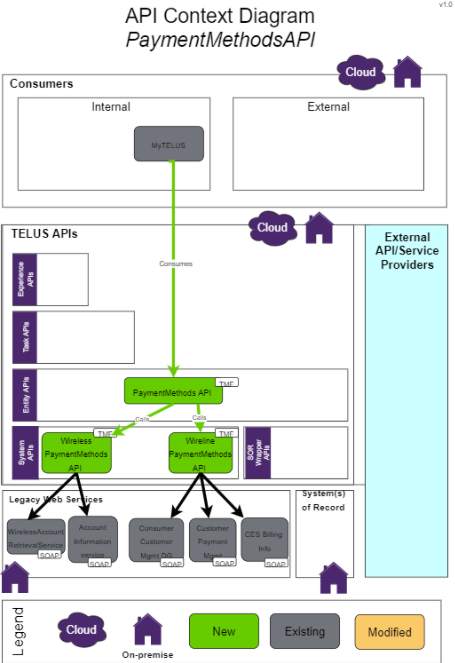 v1.0
API Context Diagram
PaymentMethodsAPI
Cloud
Consumers
Internal
External
MyTELUS
TELUS APIs
Cloud
External
API/Service
Providers
Consumes
Experience
APIs
Task APIs
Entity APIs
PaymentMethods API
TMF
Calls
Calls
System
APIs
Wireless
PaymentMethods
API
TMF
Wireline
PaymentMethods
API
TMF
SOR
Wrapper
APIs
Legacy Web Services
System(s)
of Record
WirelessAccount
RetrievalService
SOAP
Account
Information
service
SOAP
Consumer
Customer
Mgmt DG
SOAP
Customer
Payment
Mgmt
SOAP
CES Billing
Info
SOAP
Legend
Cloud
On-premise
New
Existing
Modified